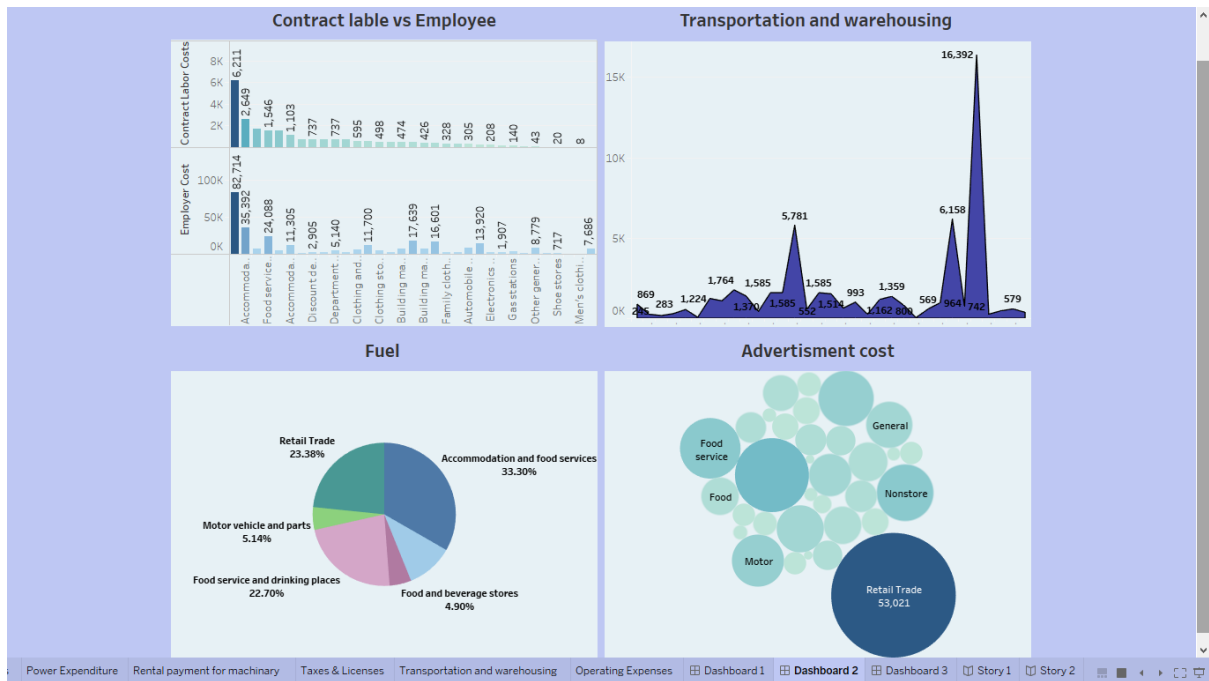 Contract lable vs Employee
Contract Labor Costs
8K
6K
4K
2K
6,211
2,649
1,546
1,103
737
737
595
498
474
426
328
305
208
140
43
20
8
Employer Cost
100K
50K
0K
82,714
35,392
24,088
11,305
2,905
5,140
11,700
17,639
16,601
13,920
1,907
8,779
717
7,686
Accommoda..
Food service..
Accommoda..
Discount de..
Department..
Clothing and..
Clothing sto..
Building ma..
Building ma..
Family cloth..
Automobile ..
Electronics ..
Gas stations
Other gener..
Shoe stores
Men's clothi..
Transportation and warehousing
15K
10K
5K
0K
869
245
283
1,224
1,764
1,370
1,585
1,585
5,781
552
1,585
1,514
993
1,162
1,359
800
569
6,158
964
16,392
742
579
Fuel
Retail Trade
23.38%
Accommodation and food services
33.30%
Motor vehicle and parts
5.14%
Food service and drinking places
22.70%
Food and beverage stores
4.90%
Advertisment cost
General
Food
service
Food
Nonstore
Motor
Retail Trade
53,021
Power Expenditure
Rental payment for machinary
Taxes & Licenses
Transportation and warehousing
Operating Expenses
Dashboard 1
Dashboard 2
Dashboard 3
Story 1
Story 2